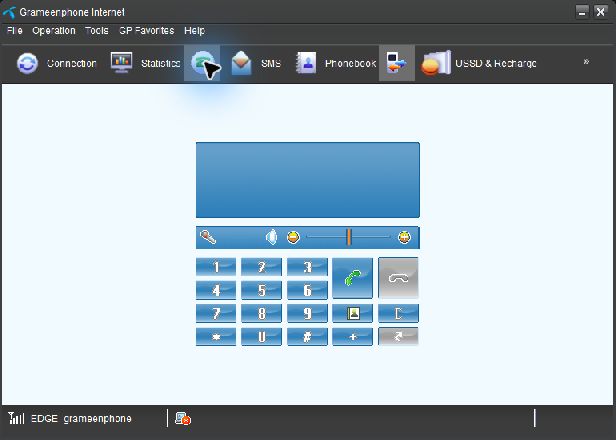 Grameenphone Internet
File Operation Tools GP Favorites Help
Connection Statistics SMS Phonebook USSD & Recharge »
1 2 3
4 5 6
7 8 9 C
* 0 # +
EDGE grameenphone